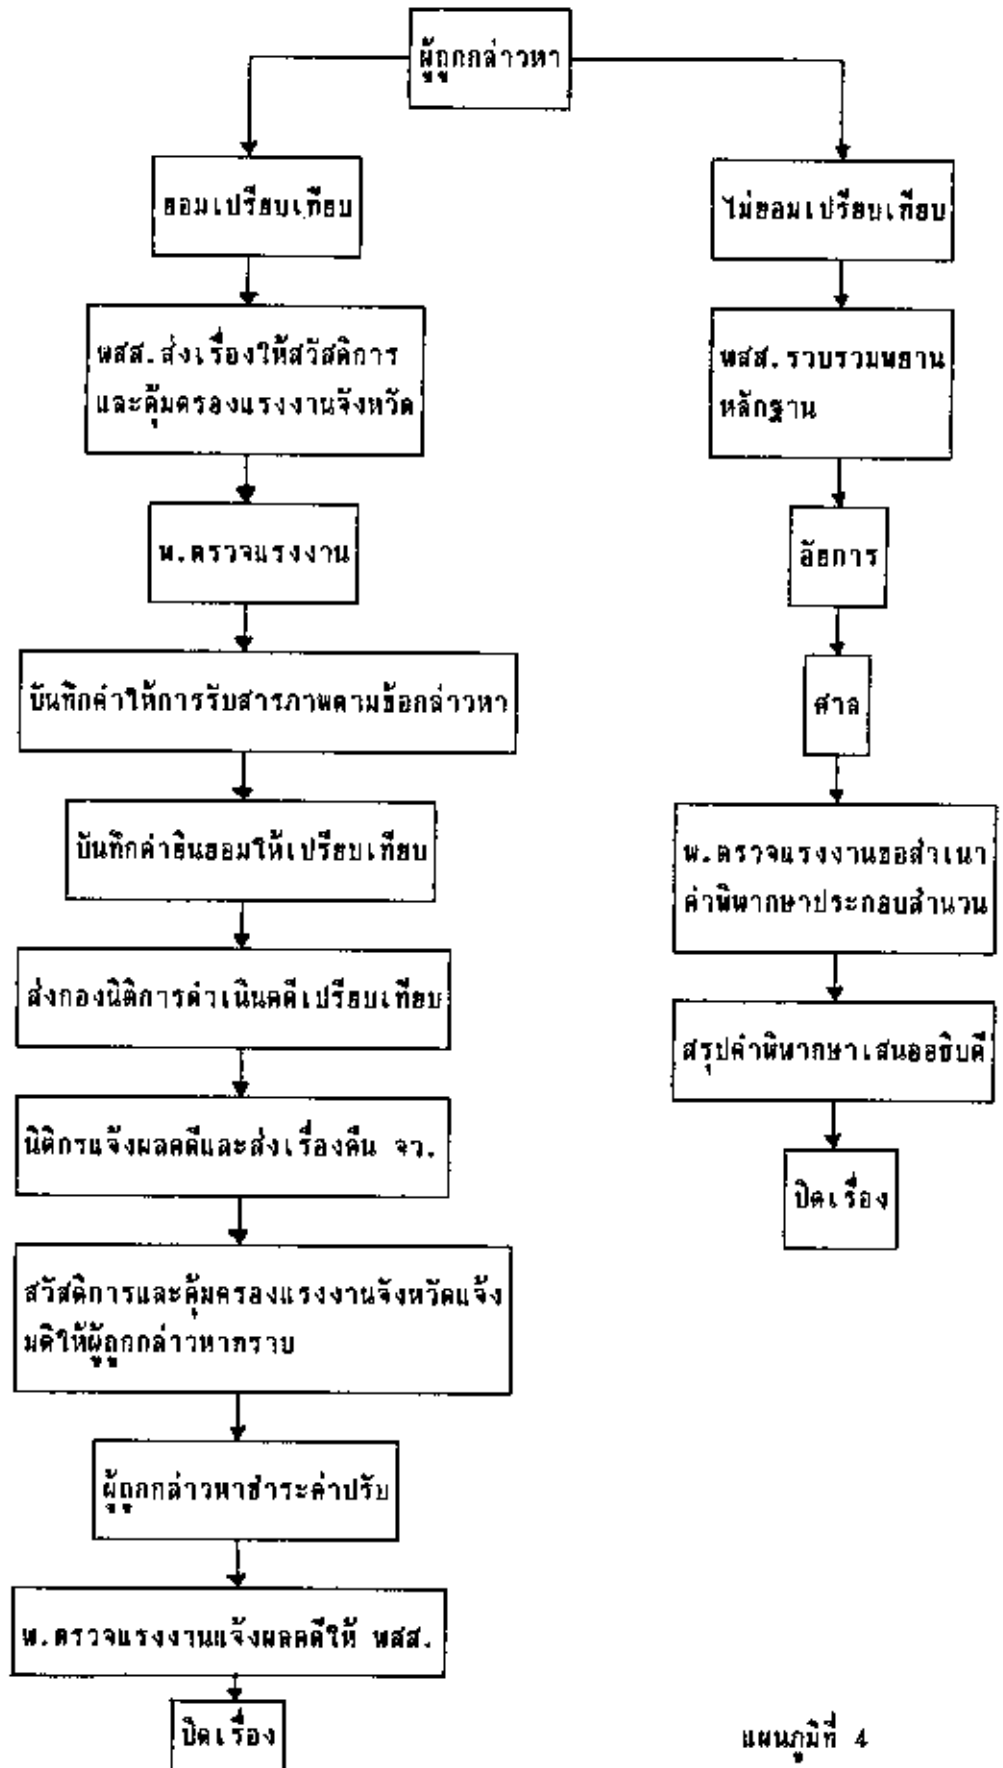 ผู้ถูกกล่าวหา
ยอมเปรียบเทียบ
พสส.ส่งเรื่องให้สวัสดิการ
และคุ้มครองแรงงานจังหวัด
พ.ตรวจแรงงาน
บันทึกคำให้การรับสารภาพตามข้อกล่าวหา
บันทึกคำยินยอมให้เปรียบเทียบ
ส่งกองนิติการดำเนินคดีเปรียบเทียบ
นิติกรแจ้งผลคดีและส่งเรื่องคืน จว.
สวัสดิการและคุ้มครองแรงงานจังหวัดแจ้ง
มติให้ผู้ถูกกล่าวหาทราบ
ผู้ถูกกล่าวหาชำระค่าปรับ
พ.ตรวจแรงงานแจ้งผลคดีให้ พสส.
ปิดเรื่อง
ไม่ยอมเปรียบเทียบ
พสส.รวบรวมพยาน
หลักฐาน
อัยการ
ศาล
พ.ตรวจแรงงานขอสำเนา
คำพิพากษาประกอบสำนวน
สรุปคำพิพากษาเสนออธิบดี
ปิดเรื่อง
แผนภูมิที่ 4